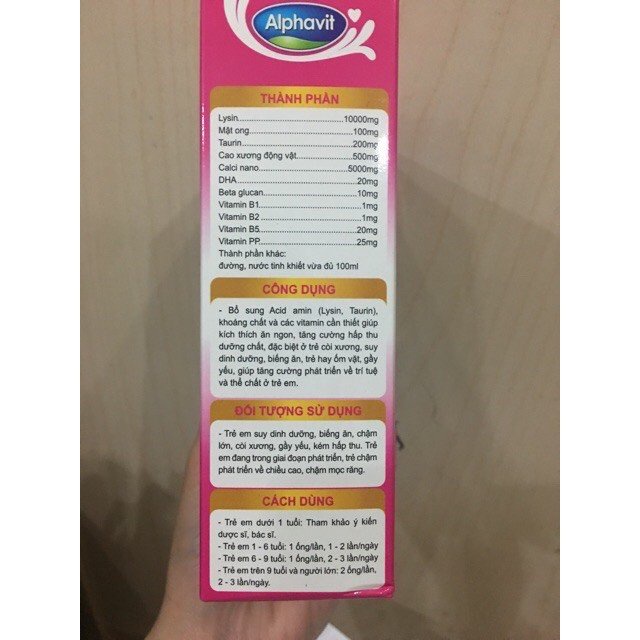 Alphavit
THÀNH PHẦN
Lysin....................................10000mg
Mật ong....................................100mg
Taurin....................................200mg
Cao xương động vật....................................500mg
Calci nano....................................5000mg
DHA....................................20mg
Beta glucan....................................10mg
Vitamin B1....................................1mg
Vitamin B2....................................1mg
Vitamin B5....................................20mg
Vitamin PP....................................25mg
Thành phần khác:
đường, nước tinh khiết vừa đủ 100ml
CÔNG DỤNG
- Bổ sung Acid amin (Lysin, Taurin),
khoáng chất và các vitamin cần thiết giúp
kích thích ăn ngon, tăng cường hấp thu
dưỡng chất, đặc biệt ở trẻ còi xương, suy
dinh dưỡng, biếng ăn, trẻ hay ốm vặt, gầy
yếu, giúp tăng cường phát triển về trí tuệ
và thể chất ở trẻ em.
ĐỐI TƯỢNG SỬ DỤNG
- Trẻ em suy dinh dưỡng, biếng ăn, chậm
lớn, còi xương, gầy yếu, kém hấp thu. Trẻ
em đang trong giai đoạn phát triển, trẻ chậm
phát triển về chiều cao, chậm mọc răng.
CÁCH DÙNG
- Trẻ em dưới 1 tuổi: Tham khảo ý kiến
dược sĩ, bác sĩ.
- Trẻ em 1 - 6 tuổi: 1 ống/lần, 1 - 2 lần/ngày
- Trẻ em 6 - 9 tuổi: 1 ống/lần, 2 - 3 lần/ngày
- Trẻ em trên 9 tuổi và người lớn: 2 ống/lần,
2 - 3 lần/ngày.